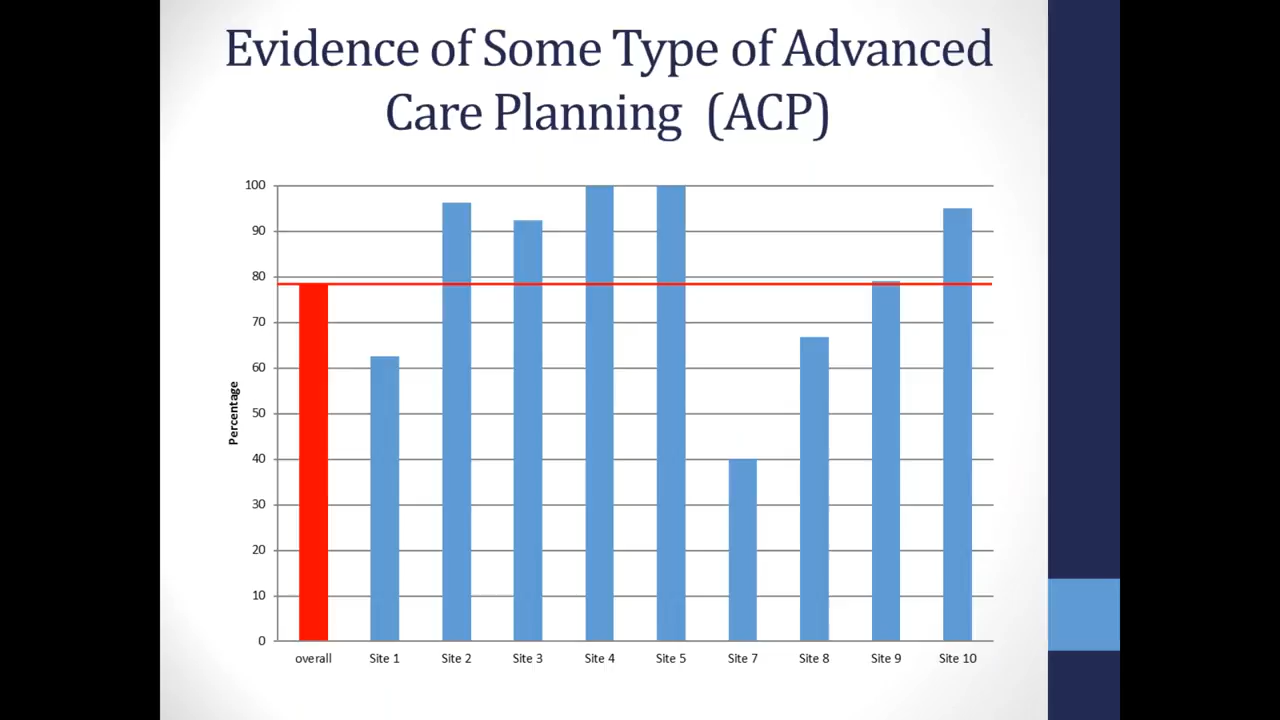 Evidence of Some Type of Advanced
Care Planning (ACP)
100
90
80
70
60
50
40
30
20
10
0
Percentage
overall Site 1 Site 2 Site 3 Site 4 Site 5 Site 7 Site 8 Site 9 Site 10